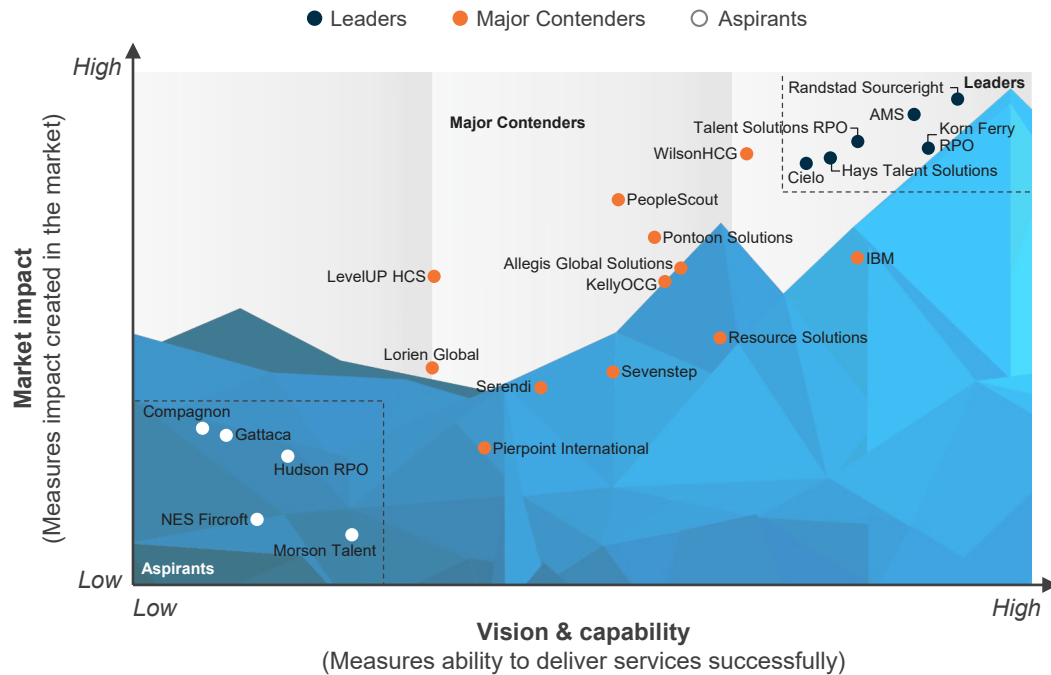 Leaders
Major Contenders
Aspirants
High
Leaders
Randstad Sourceright
AMS
Major Contenders
Talent Solutions RPO
Korn Ferry
RPO
WilsonHCG
Cielo
Hays Talent Solutions
PeopleScout
Pontoon Solutions
Allegis Global Solutions
IBM
LevelUP HCS
KellyOCG
Resource Solutions
Lorien Global
Sevenstep
Serendi
Compagnon
Gattaca
Pierpoint International
Hudson RPO
NES Fircroft
Morson Talent
Aspirants
Market impact
(Measures impact created in the market)
Low
Low
High
Vision & capability
(Measures ability to deliver services successfully)